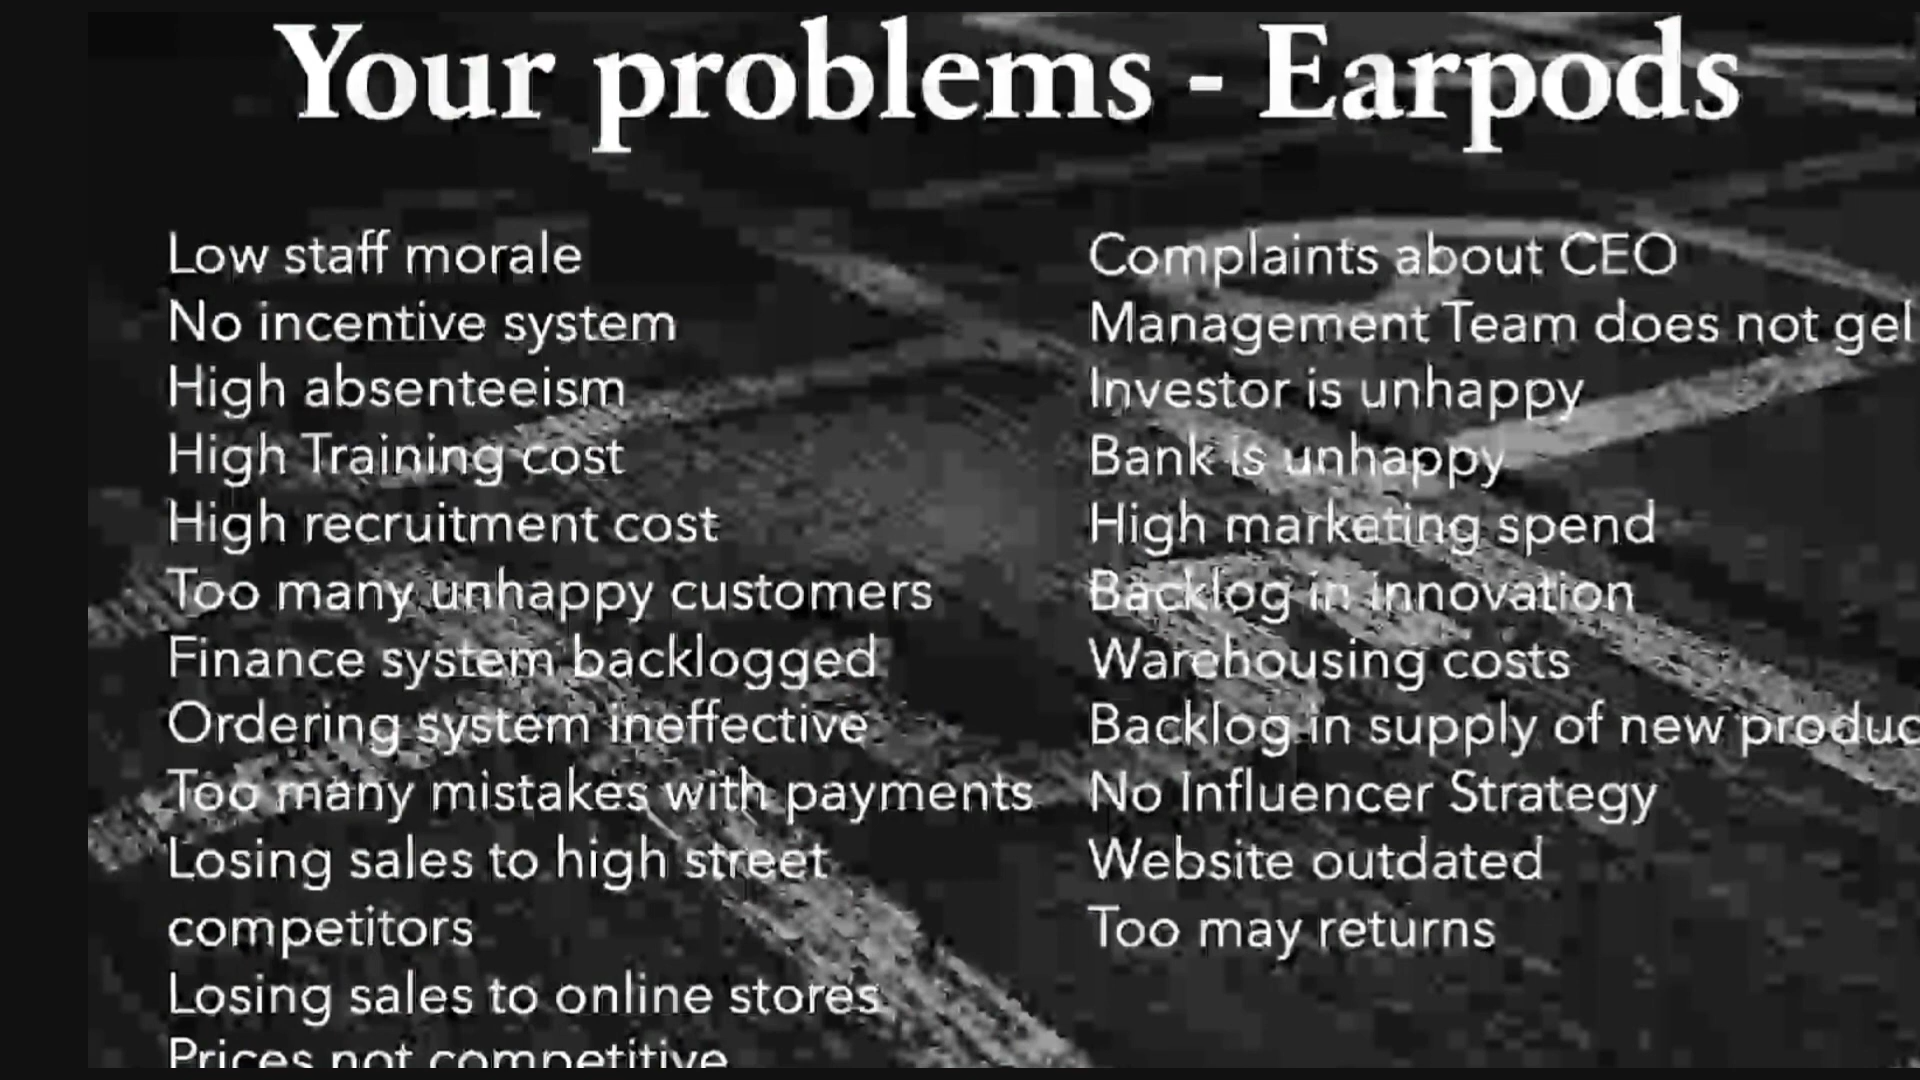 Your problems - Earpods
Low staff morale
No incentive system
High absenteeism
High Training cost
High recruitment cost
Too many unhappy customers
Finance system backlogged
Ordering system ineffective
Too many mistakes with payments
Losing sales to high street
competitors
Losing sales to online stores
Prices not competitive
Complaints about CEO
Management Team does not gel
Investor is unhappy
Bank is unhappy
High marketing spend
Backlog in innovation
Warehousing costs
Backlog in supply of new produc
No Influencer Strategy
Website outdated
Too may returns